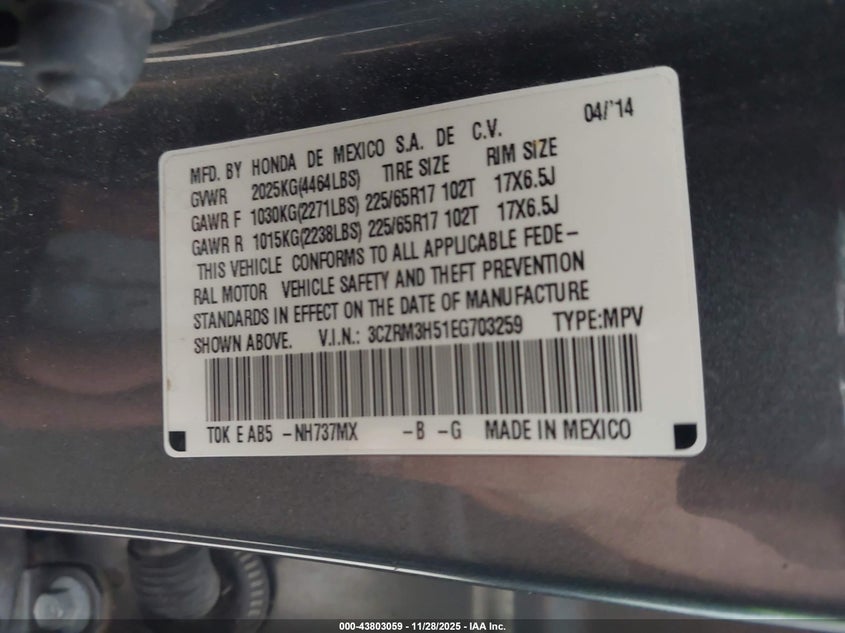 04/'14
MFD. BY HONDA DE MEXICO S.A. DE C.V.
GVWR 2025KG(4464LBS) TIRE SIZE RIM SIZE
GAWR F 1030KG(2271LBS) 225/65R17 102T 17X6.5J
GAWR R 1015KG(2238LBS) 225/65R17 102T 17X6.5J
THIS VEHICLE CONFORMS TO ALL APPLICABLE FEDE-
RAL MOTOR VEHICLE SAFETY AND THEFT PREVENTION
STANDARDS IN EFFECT ON THE DATE OF MANUFACTURE
SHOWN ABOVE. V.I.N.: 3CZRM3H51EG703259 TYPE:MPV
T0K E AB5 -NH737MX -B -G MADE IN MEXICO
000-43803059 - 11/28/2025 - IAA Inc.